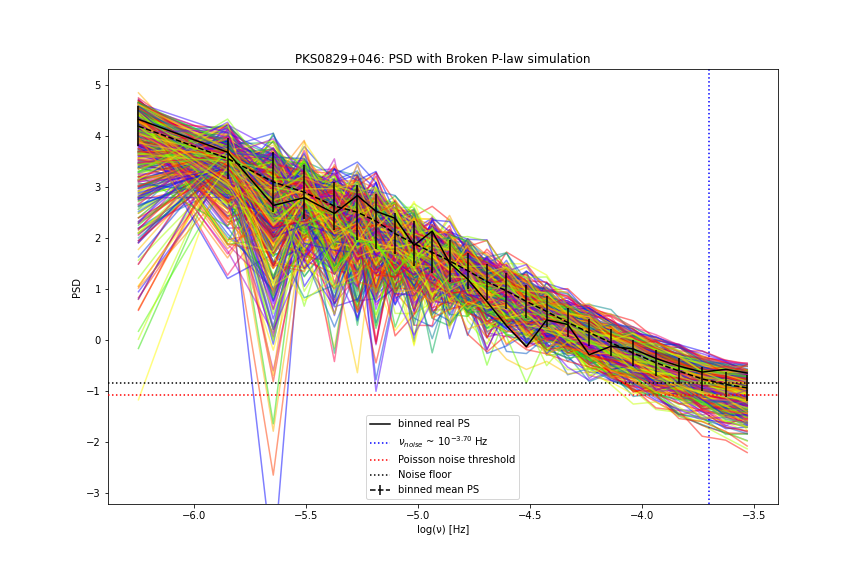 PKS0829+046: PSD with Broken P-law simulation
PSD
5
4
3
2
1
0
−1
−2
−3
binned real PS
ν_noise ~ 10^−3.70 Hz
Poisson noise threshold
Noise floor
binned mean PS
−6.0 −5.5 −5.0 −4.5 −4.0 −3.5
log(ν) [Hz]